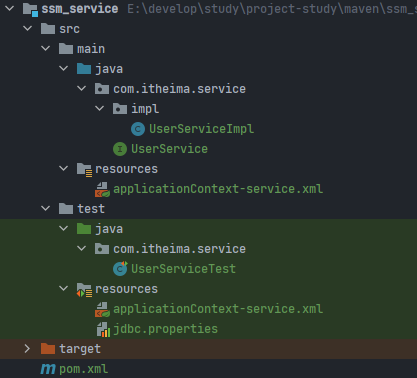 ssm_service E:\develop\study\project-study\maven\ssm_s
src
main
java
com.itheima.service
impl
UserServiceImpl
UserService
resources
applicationContext-service.xml
test
java
com.itheima.service
UserServiceTest
resources
applicationContext-service.xml
jdbc.properties
target
pom.xml